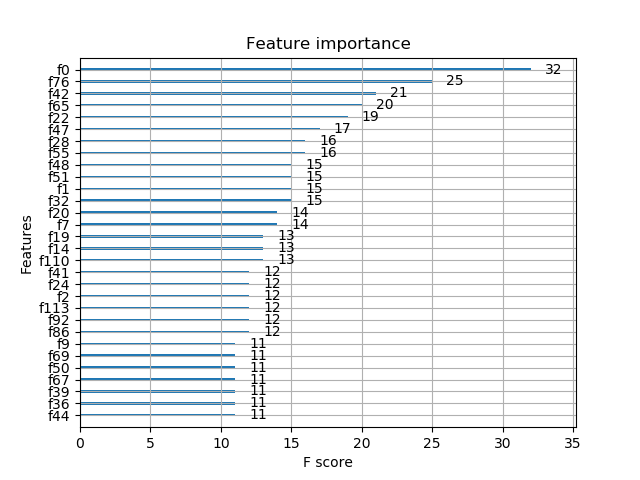 Feature importance
f0 32
f76 25
f42 21
f65 20
f22 19
f47 17
f28 16
f55 16
f48 15
f51 15
f1 15
f32 15
f20 14
f7 14
f19 13
f14 13
f110 13
f41 12
f24 12
f2 12
f113 12
f92 12
f86 12
f9 11
f69 11
f50 11
f67 11
f39 11
f36 11
f44 11
Features
0 5 10 15 20 25 30 35
F score